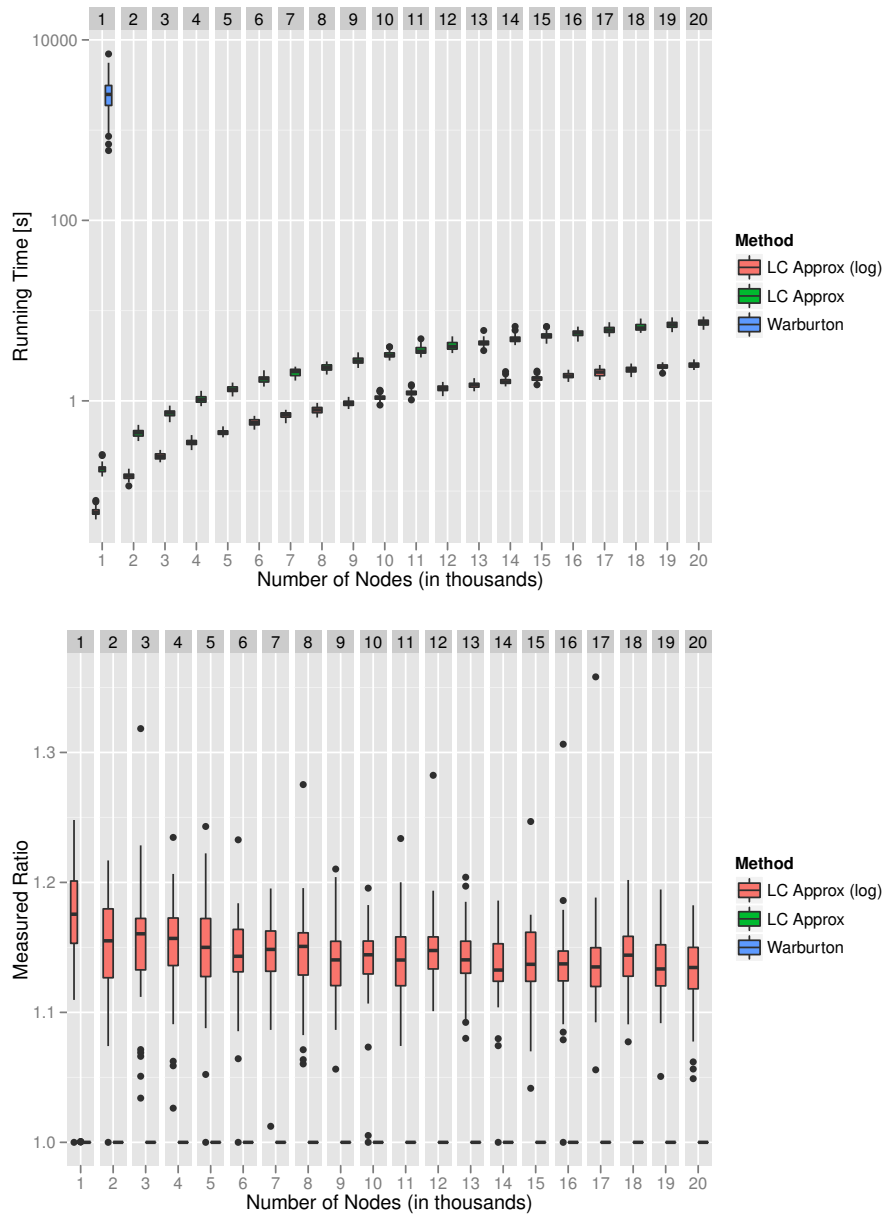 1 2 3 4 5 6 7 8 9 10 11 12 13 14 15 16 17 18 19 20
10000
100
1
Running Time [s]
1 2 3 4 5 6 7 8 9 10 11 12 13 14 15 16 17 18 19 20
Number of Nodes (in thousands)
Method
LC Approx (log)
LC Approx
Warburton
1 2 3 4 5 6 7 8 9 10 11 12 13 14 15 16 17 18 19 20
1.3
1.2
1.1
1.0
Measured Ratio
1 2 3 4 5 6 7 8 9 10 11 12 13 14 15 16 17 18 19 20
Number of Nodes (in thousands)
Method
LC Approx (log)
LC Approx
Warburton